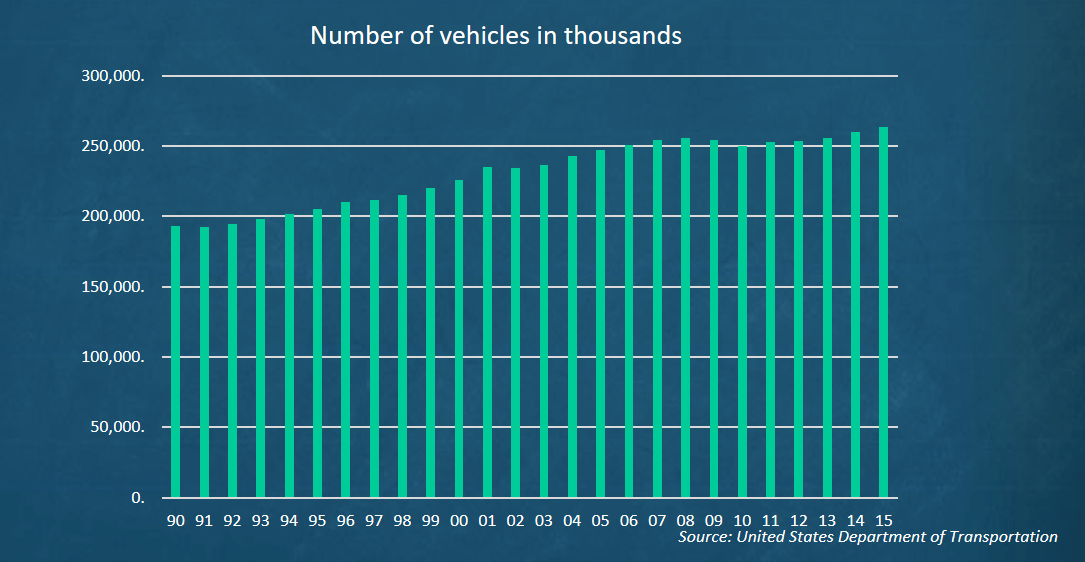 Number of vehicles in thousands
300,000.
250,000.
200,000.
150,000.
100,000.
50,000.
0.
90 91 92 93 94 95 96 97 98 99 00 01 02 03 04 05 06 07 08 09 10 11 12 13 14 15
Source: United States Department of Transportation